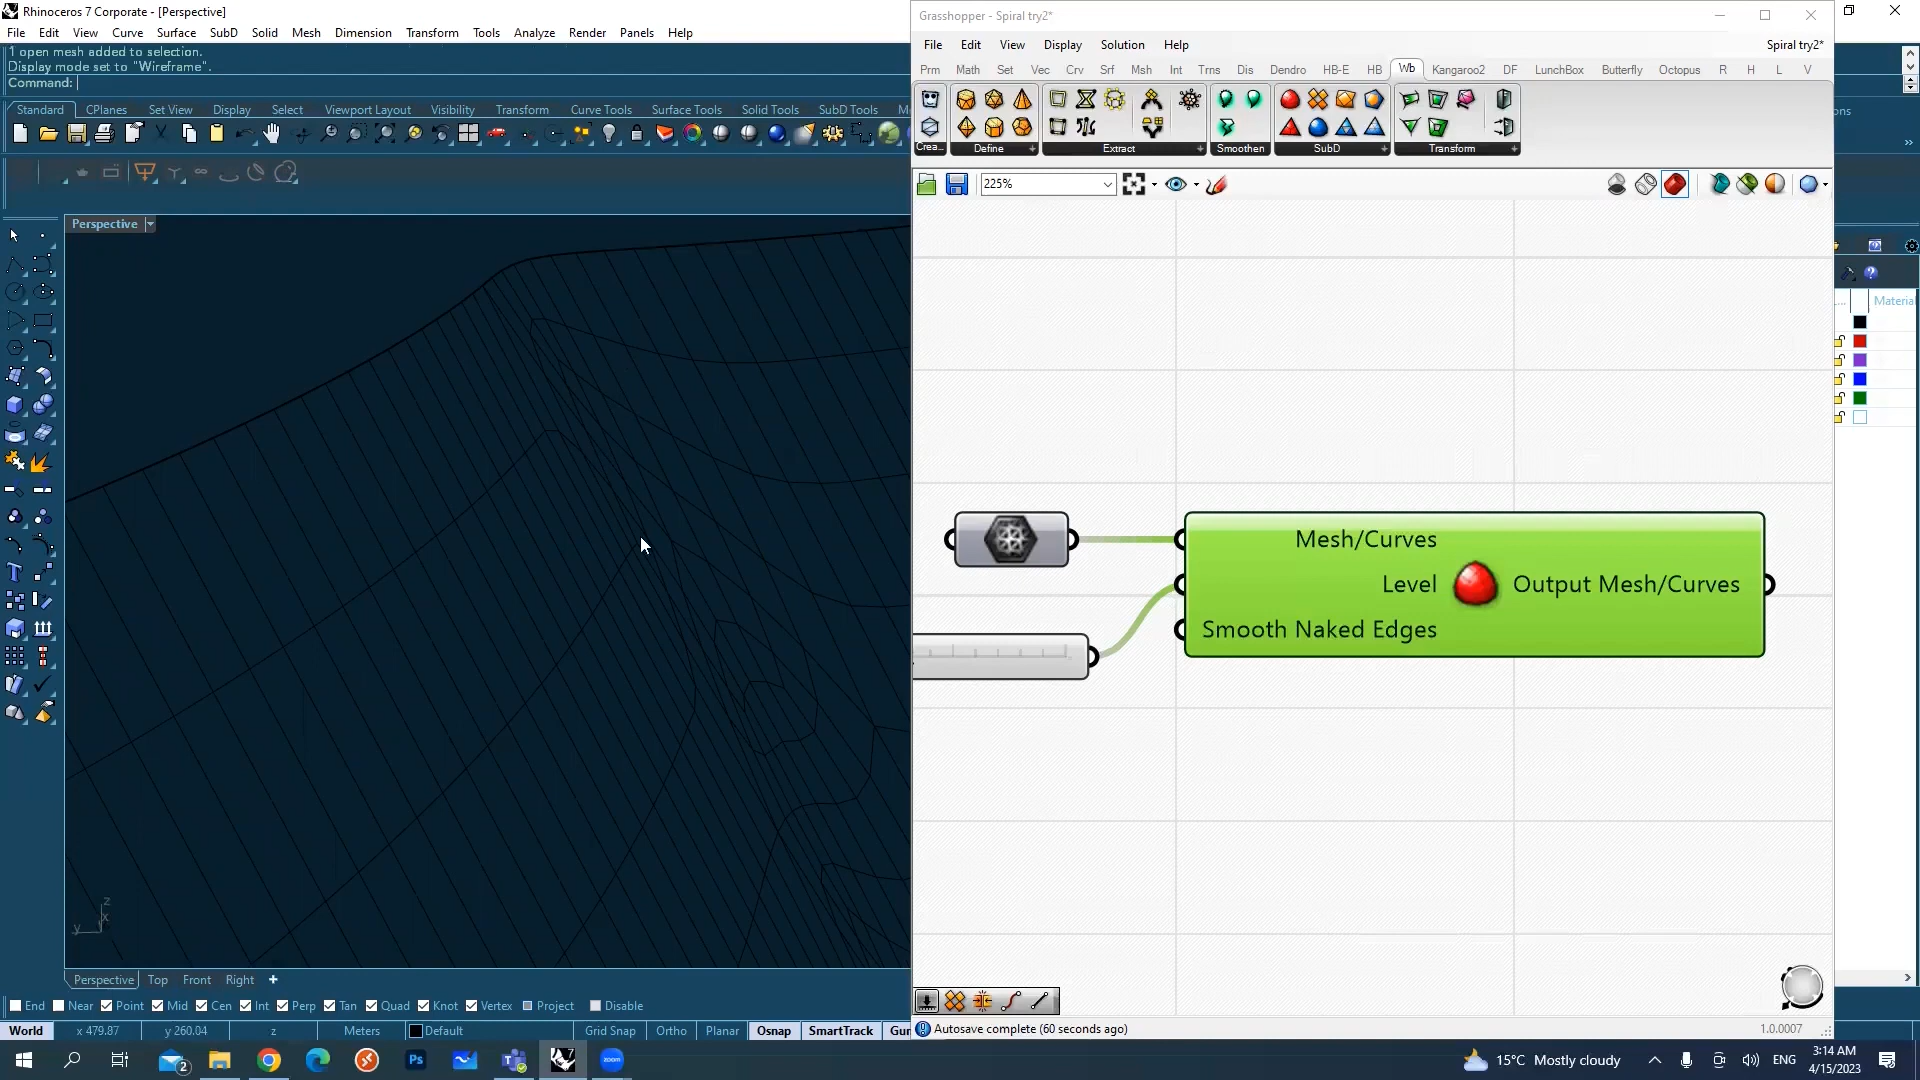 Rhinoceros 7 Corporate - [Perspective]
File Edit View Curve Surface SubD Solid Mesh Dimension Transform Tools Analyze Render Panels Help
1 open mesh added to selection.
Display mode set to "Wireframe".
Command:
Standard CPlanes Set View Display Select Viewport Layout Visibility Transform Curve Tools Surface Tools Solid Tools SubD Tools
Perspective
Grasshopper - Spiral try2*
File Edit View Display Solution Help
Spiral try2*
Prm Math Set Vec Crv Srf Msh Int Trns Dis Dendro HB-E HB Wb Kangaroo2 DF LunchBox Butterfly Octopus R H L V
Crea... Define Extract Smoothen SubD Transform
225%
Mesh/Curves
Level
Smooth Naked Edges
Output Mesh/Curves
Material
z
x
y
Perspective Top Front Right
End Near Point Mid Cen Int Perp Tan Quad Knot Vertex Project Disable
World x 479.87 y 260.04 z Meters Default Grid Snap Ortho Planar Osnap SmartTrack Gum
Autosave complete (60 seconds ago)
1.0.0007
2
Ps
7
zoom
15°C Mostly cloudy
ENG
3:14 AM
4/15/2023